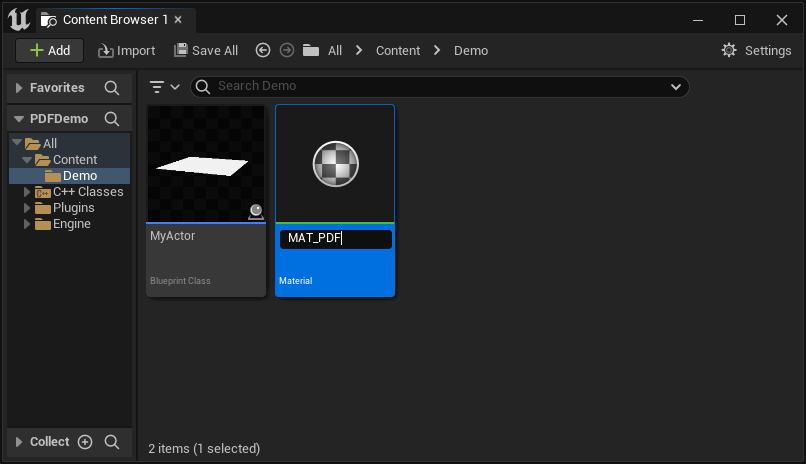 Content Browser 1
Add
Import
Save All
All
Content
Demo
Settings
Favorites
Search Demo
PDFDemo
All
Content
Demo
C++ Classes
Plugins
Engine
MyActor
Blueprint Class
MAT_PDF
Material
Collect
2 items (1 selected)